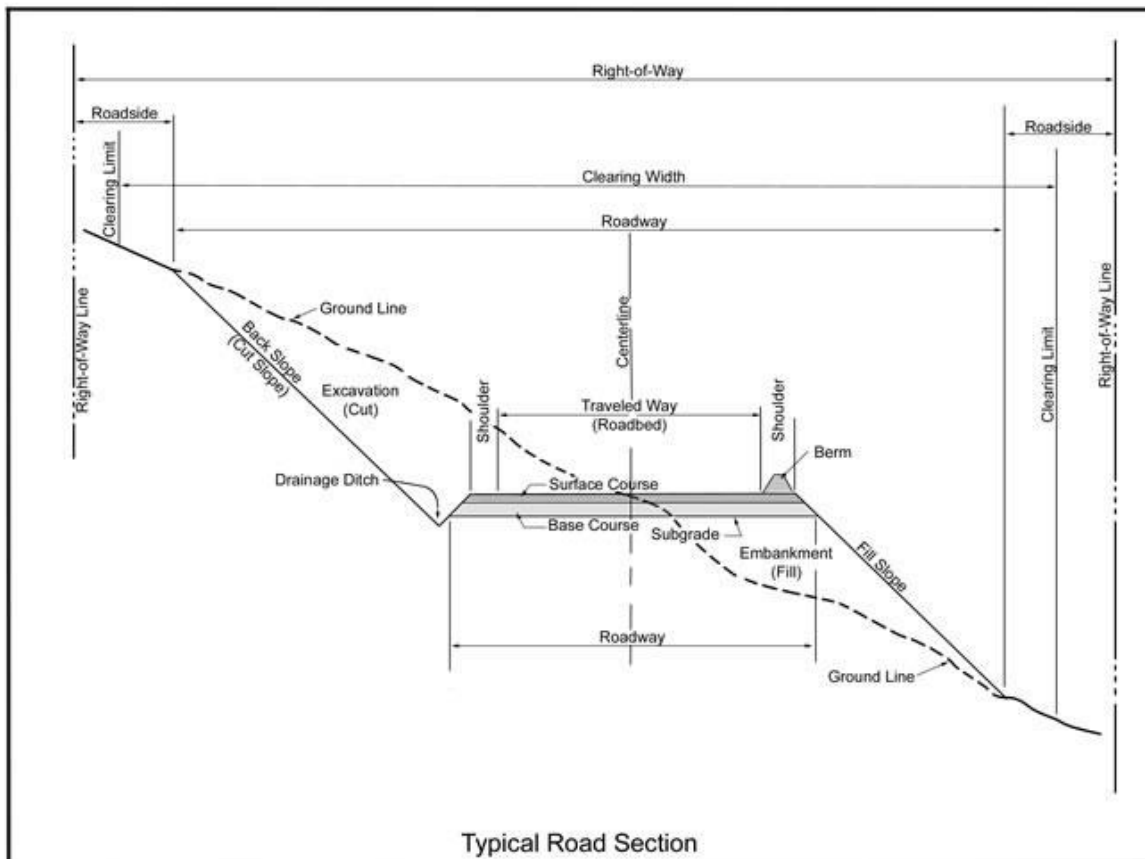 Right-of-Way
Roadside
Roadside
Clearing Limit
Clearing Width
Roadway
Right-of-Way Line
Ground Line
Back Slope
(Cut Slope)
Excavation
(Cut)
Centerline
Shoulder
Traveled Way
(Roadbed)
Shoulder
Berm
Clearing Limit
Right-of-Way Line
Drainage Ditch
Surface Course
Base Course
Subgrade
Embankment
(Fill)
Fill Slope
Roadway
Ground Line
Typical Road Section